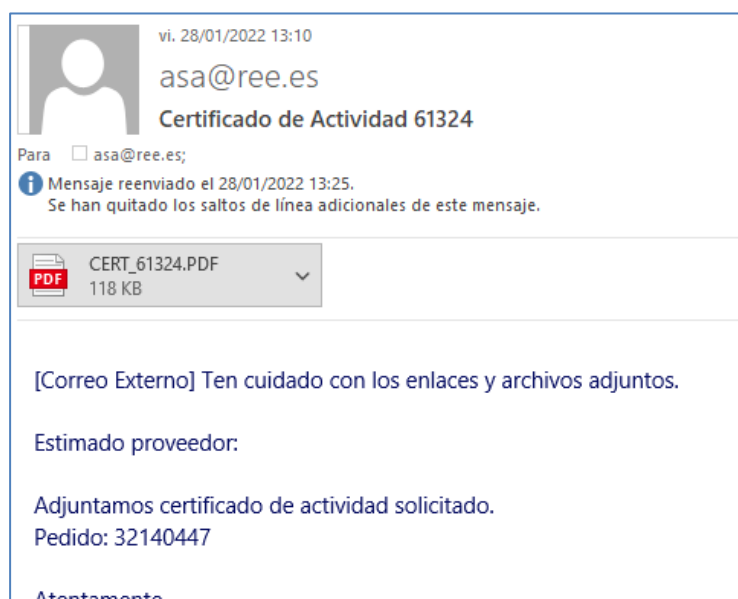 vi. 28/01/2022 13:10
asa@ree.es
Certificado de Actividad 61324
Para asa@ree.es;
Mensaje reenviado el 28/01/2022 13:25.
Se han quitado los saltos de línea adicionales de este mensaje.
CERT_61324.PDF
PDF
118 KB
[Correo Externo] Ten cuidado con los enlaces y archivos adjuntos.
Estimado proveedor:
Adjuntamos certificado de actividad solicitado.
Pedido: 32140447
Atentamente